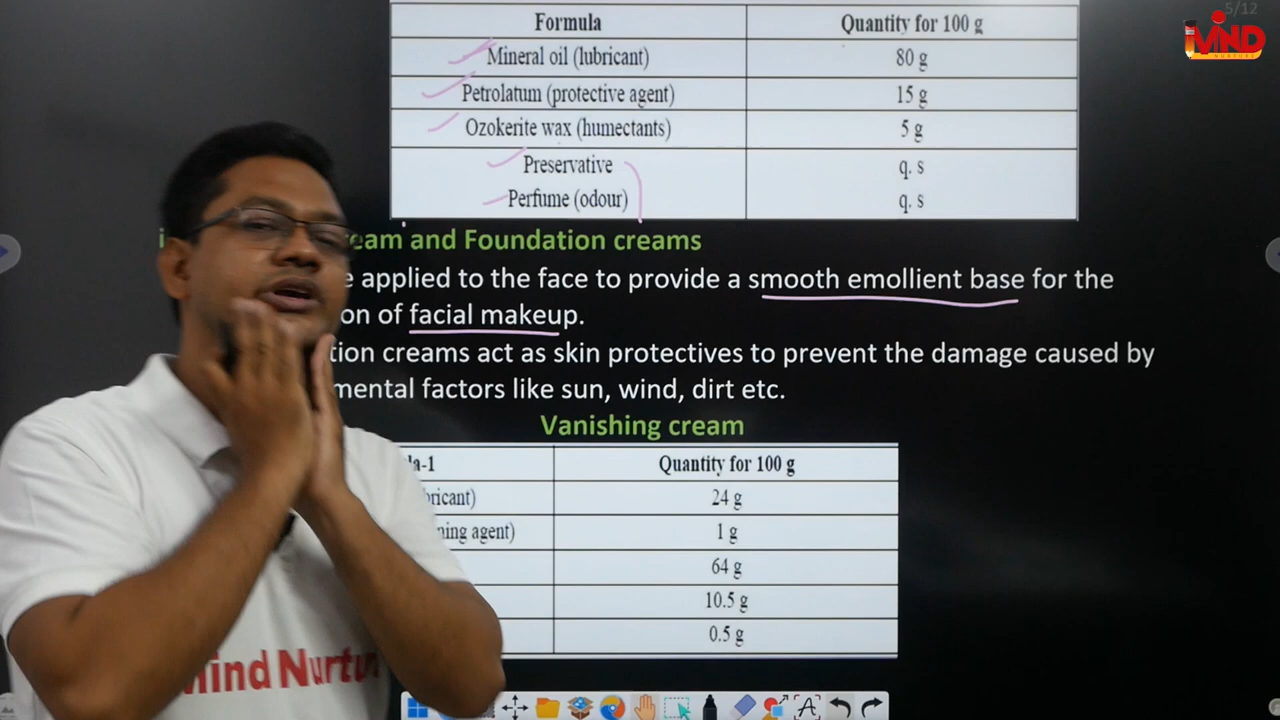 5/12
MIND
NURTURE
Formula Quantity for 100 g
Mineral oil (lubricant) 80 g
Petrolatum (protective agent) 15 g
Ozokerite wax (humectants) 5 g
Preservative q. s
Perfume (odour) q. s
eam and Foundation creams
e applied to the face to provide a smooth emollient base for the
on of facial makeup.
tion creams act as skin protectives to prevent the damage caused by
mental factors like sun, wind, dirt etc.
Vanishing cream
la-1 Quantity for 100 g
bricant) 24 g
ning agent) 1 g
64 g
10.5 g
0.5 g
Mind Nurtur